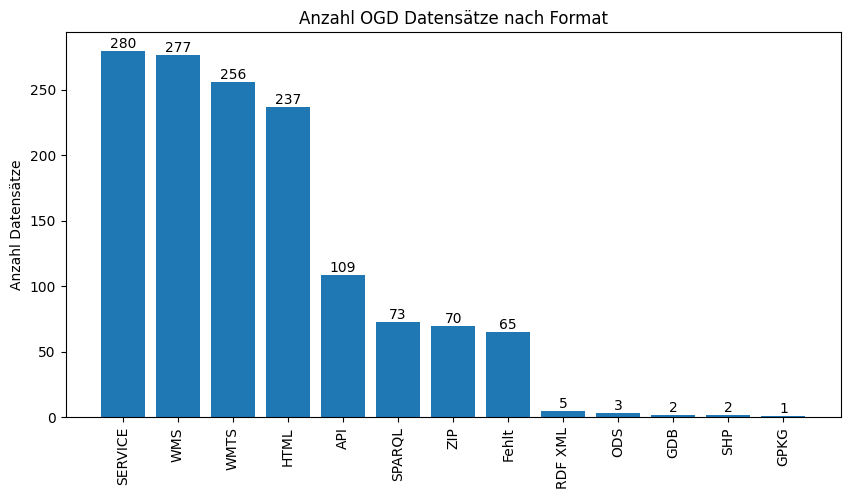 Anzahl OGD Datensätze nach Format
Anzahl Datensätze
250
200
150
100
50
0
280
277
256
237
109
73
70
65
5
3
2
2
1
SERVICE
WMS
WMTS
HTML
API
SPARQL
ZIP
Fehlt
RDF XML
ODS
GDB
SHP
GPKG